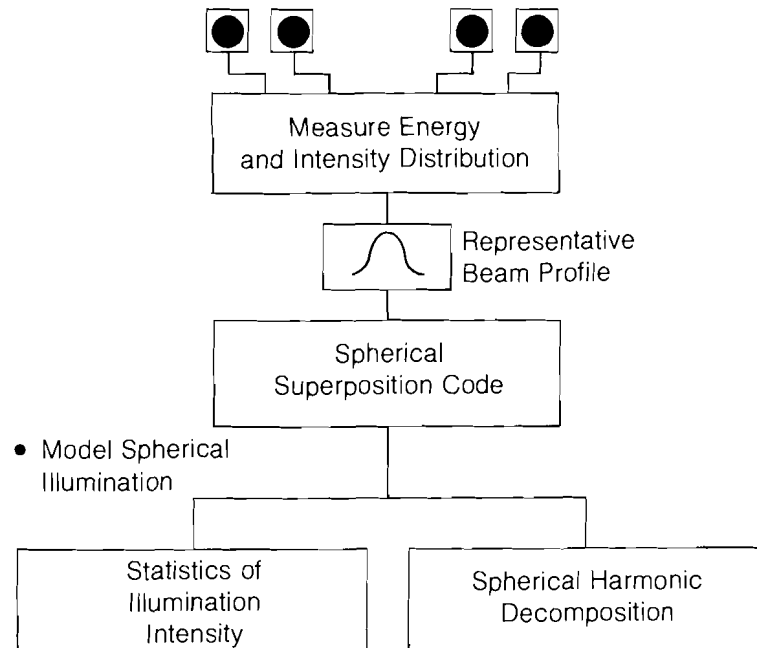 Measure Energy
and Intensity Distribution
Representative
Beam Profile
Spherical
Superposition Code
• Model Spherical
Illumination
Statistics of
Illumination
Intensity
Spherical Harmonic
Decomposition